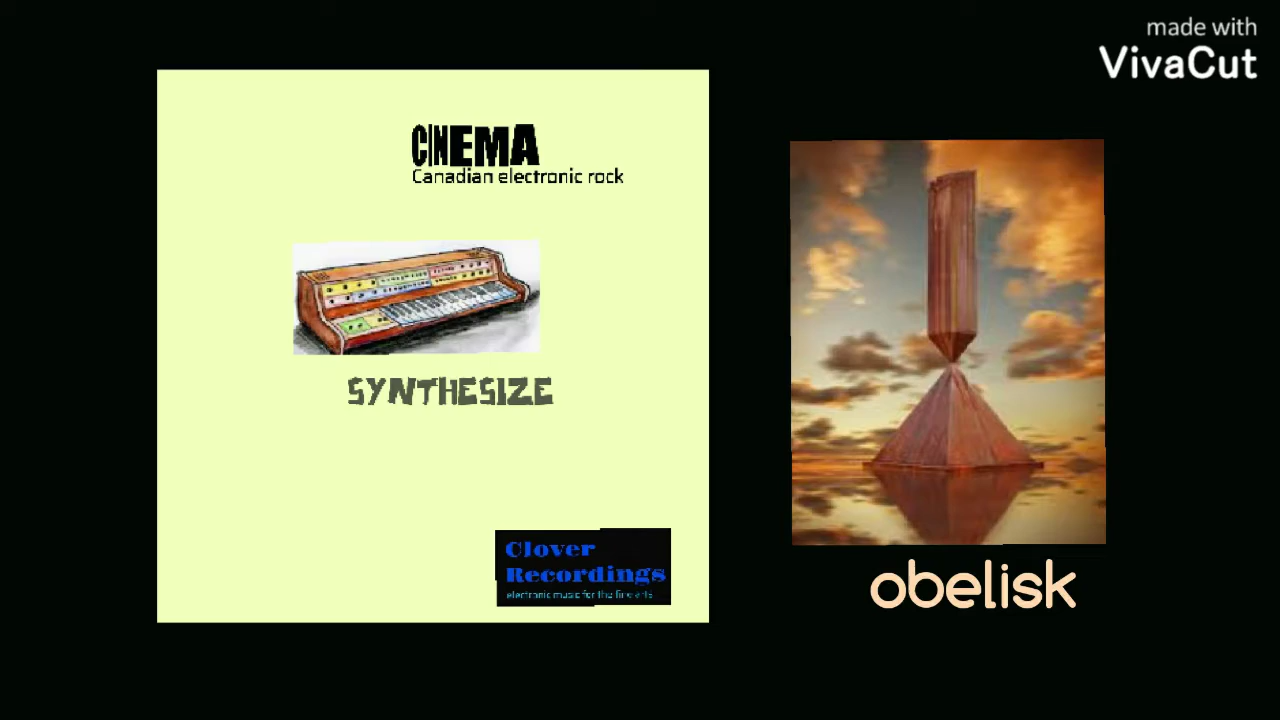 made with
VivaCut
CINEMA
Canadian electronic rock
SYNTHESIZE
Clover
Recordings
electronic music for the fine arts
obelisk